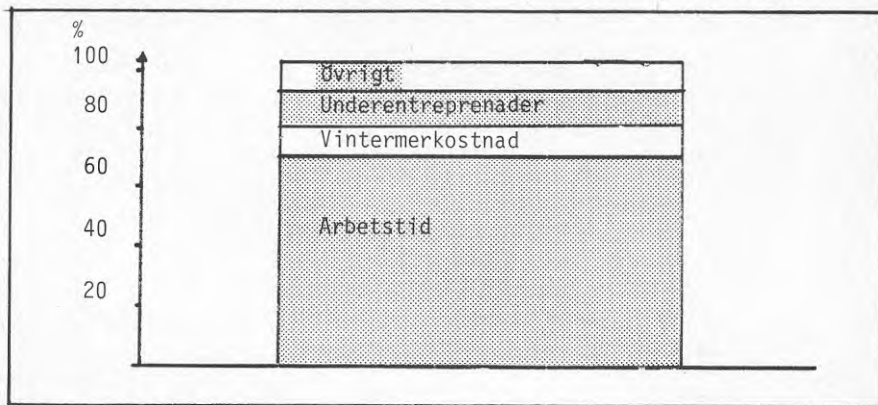 %
100
Övrigt
80
Underentreprenader
Vintermerkostnad
60
Arbetstid
40
20